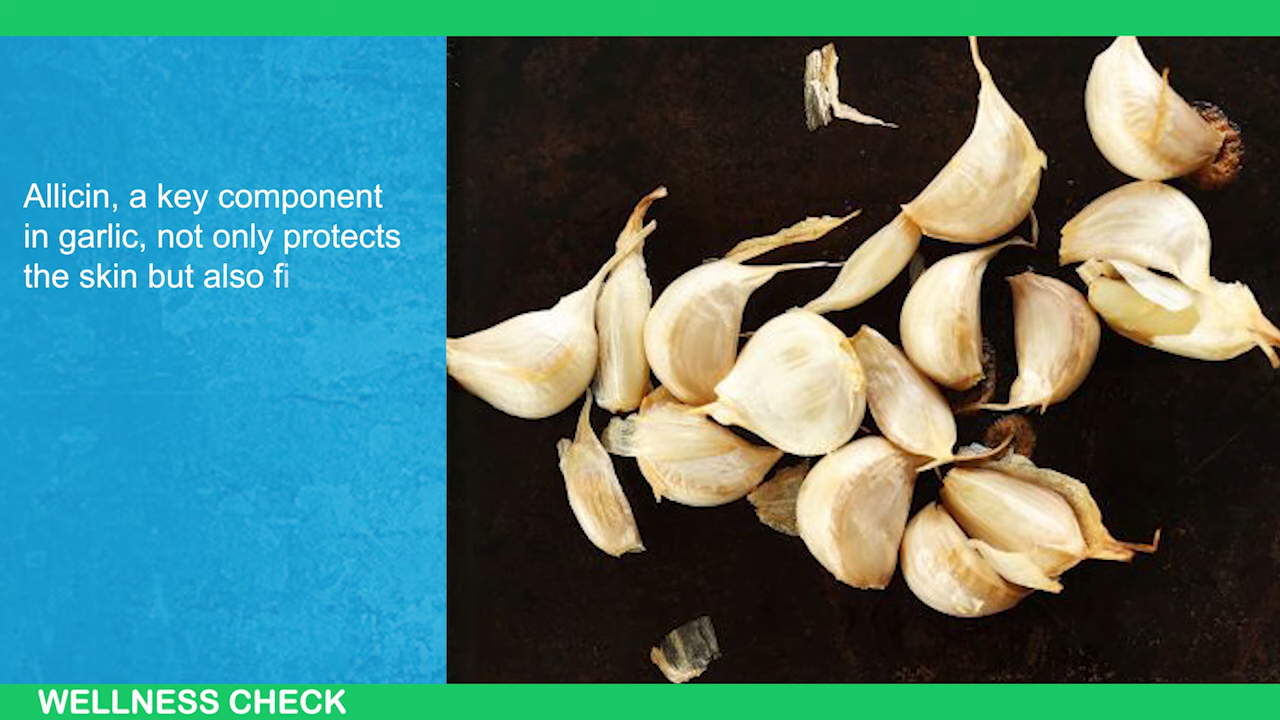 Allicin, a key component
in garlic, not only protects
the skin but also fi
WELLNESS CHECK